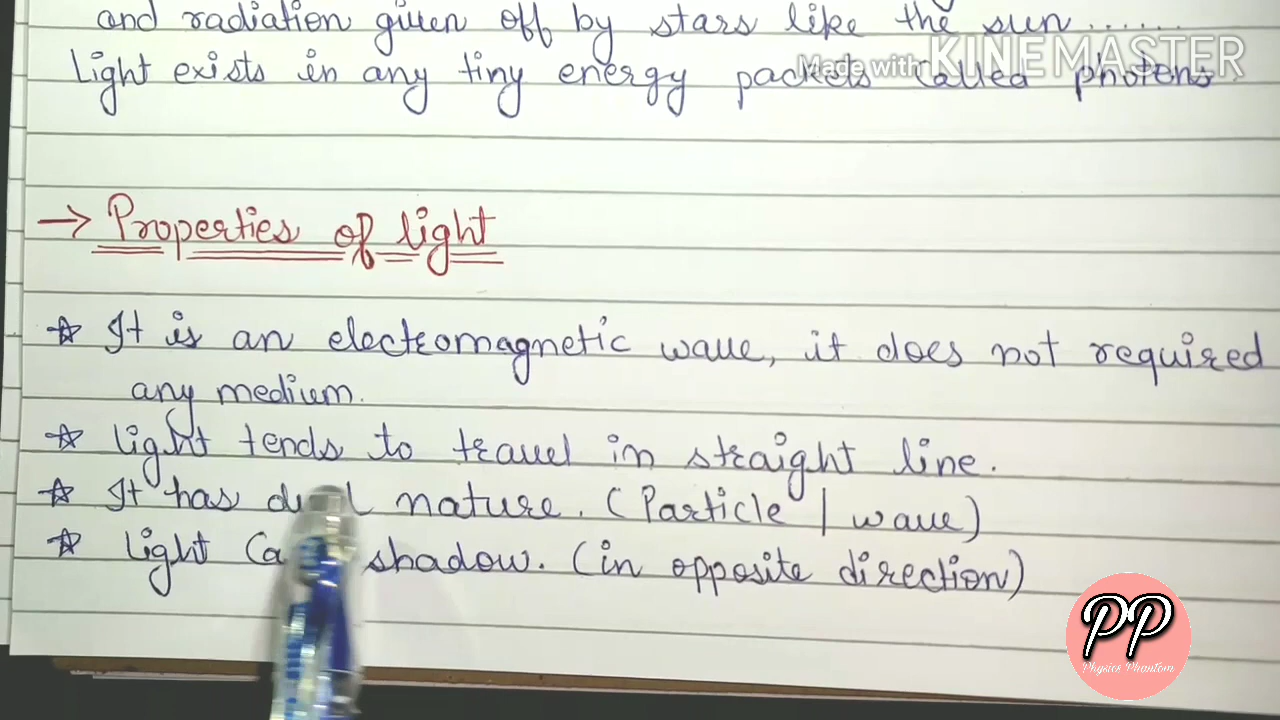 and radiation given off by stars like the sun......
Made with KINEMASTER
Light exists in any tiny energy packets called photons
→ Properties of light
☆ It is an electromagnetic wave, it does not required
any medium.
☆ light tends to travel in straight line.
☆ It has nature. (Particle / wave)
☆ light shadow. (in opposite direction)
PP
Physics Phantom